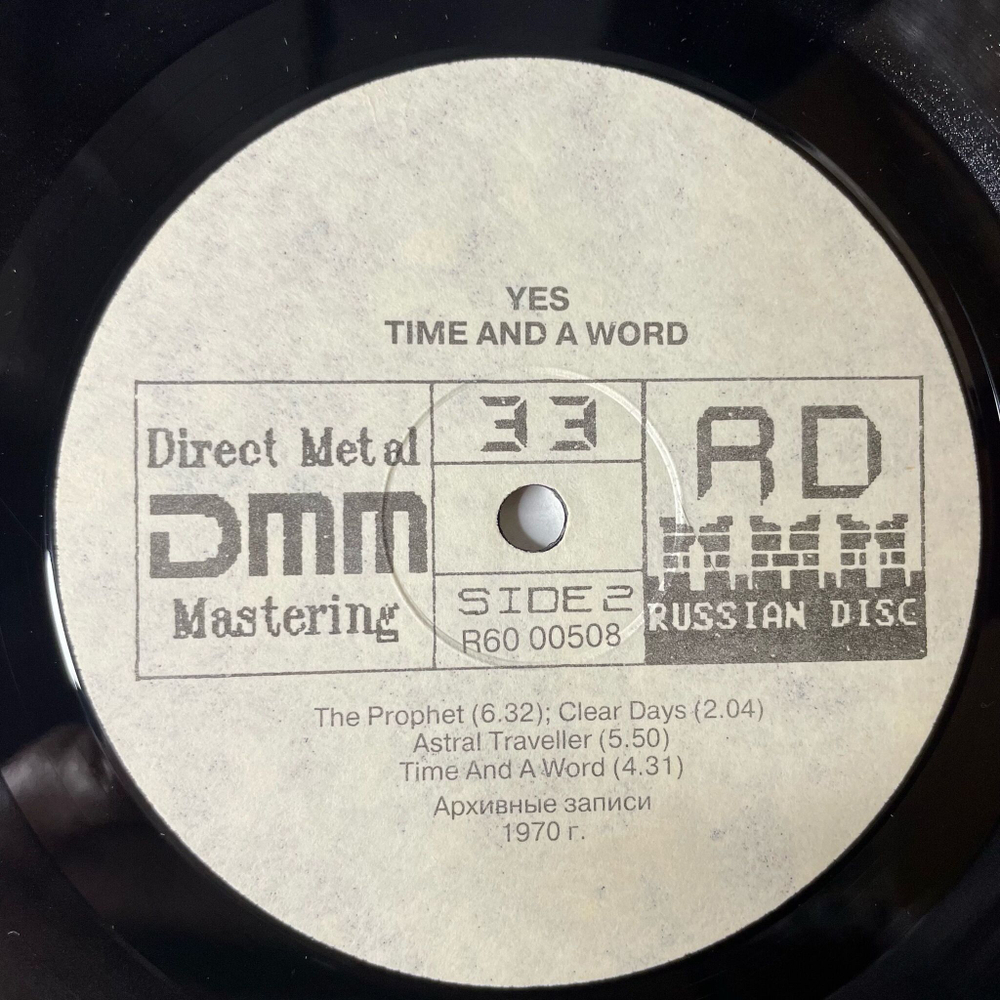 YES
TIME AND A WORD
Direct Metal
DMM
Mastering
33
SIDE 2
R60 00508
RD
RUSSIAN DISC
The Prophet (6.32); Clear Days (2.04)
Astral Traveller (5.50)
Time And A Word (4.31)
Архивные записи
1970 г.